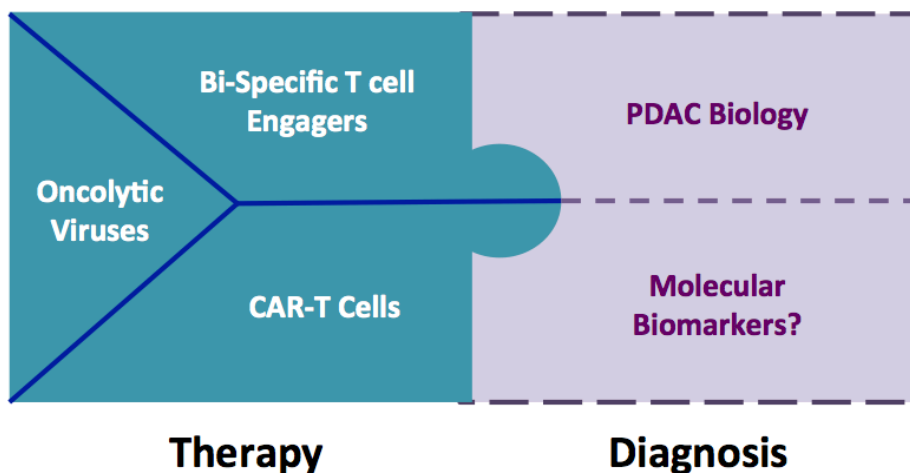 Bi-Specific T cell
Engagers
PDAC Biology
Oncolytic
Viruses
CAR-T Cells
Molecular
Biomarkers?
Therapy
Diagnosis